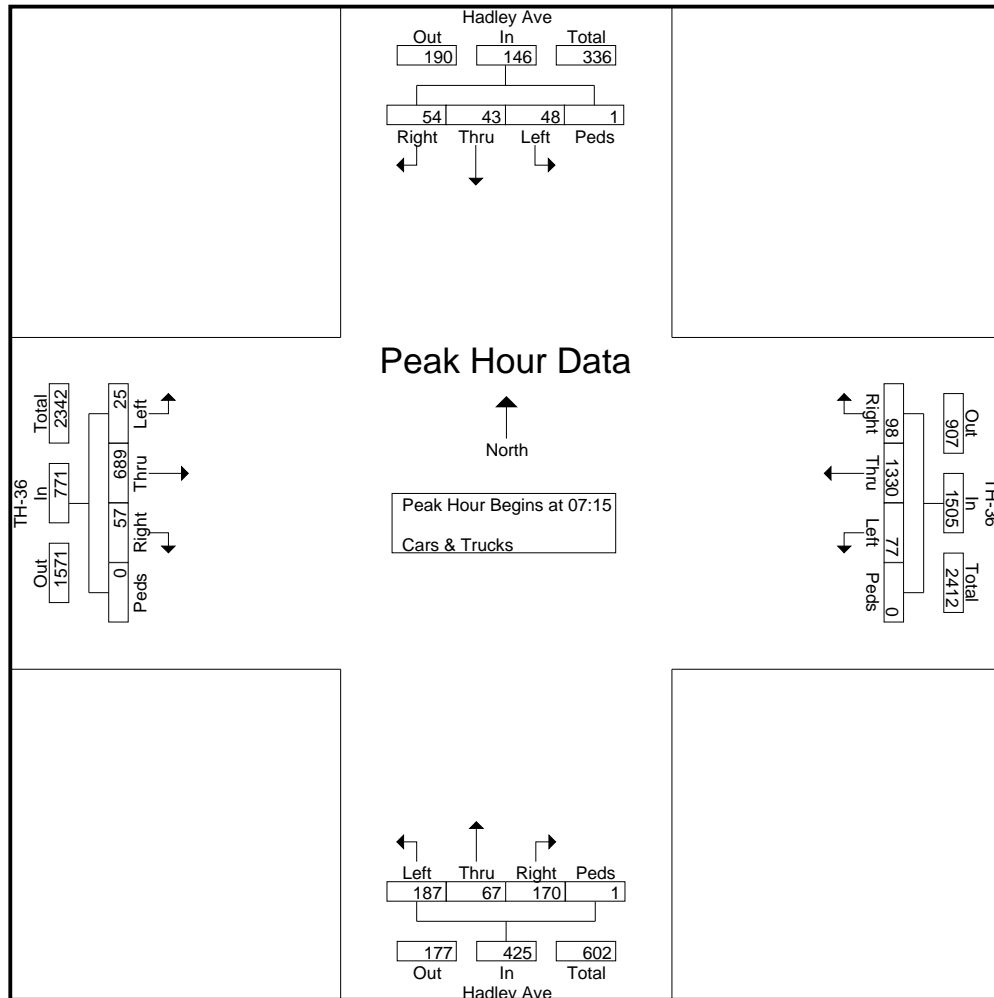 Hadley Ave
Out In Total
190 146 336
54 43 48 1
Right Thru Left Peds
Peak Hour Data
North
Peak Hour Begins at 07:15
Cars & Trucks
TH-36
Total In Out
2342 771 1571
25 689 57 0
Left Thru Right Peds
Right Thru Left Peds
98 1330 77 0
Out In Total
907 1505 2412
TH-36
Left Thru Right Peds
187 67 170 1
177 425 602
Out In Total
Hadley Ave